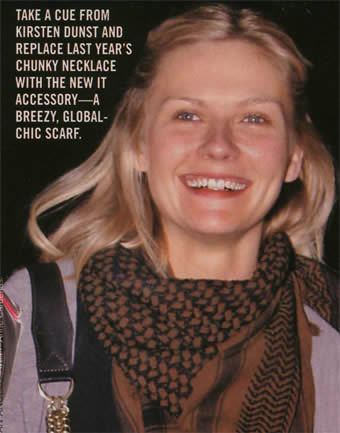 TAKE A CUE FROM
KIRSTEN DUNST AND
REPLACE LAST YEAR'S
CHUNKY NECKLACE
WITH THE NEW IT
ACCESSORY—A
BREEZY, GLOBAL-
CHIC SCARF.